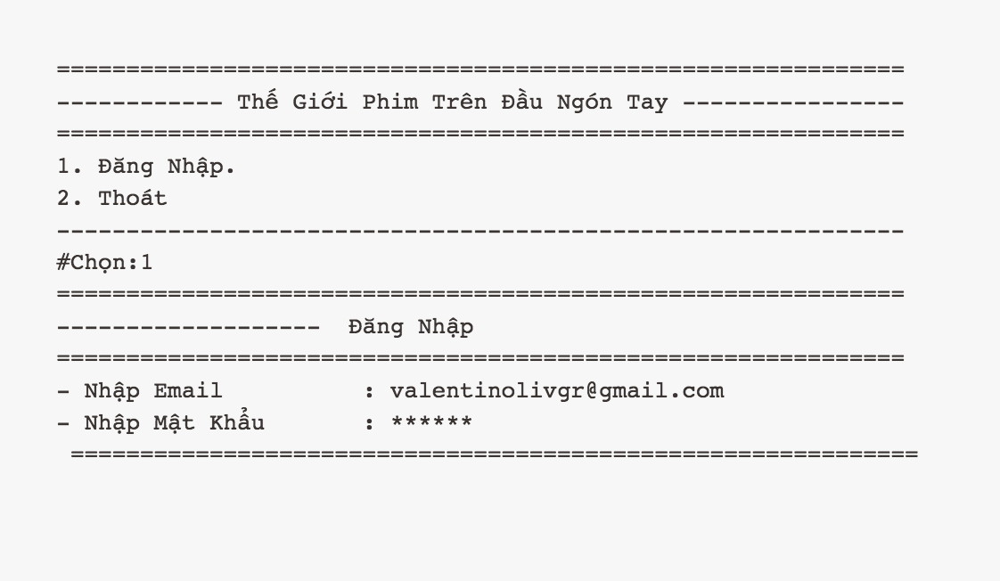 =============================================================
------------ Thế Giới Phim Trên Đầu Ngón Tay ----------------
=============================================================
1. Đăng Nhập.
2. Thoát
-------------------------------------------------------------
#Chọn:1
=============================================================
-------------------  Đăng Nhập
=============================================================
- Nhập Email          : valentinolivgr@gmail.com
- Nhập Mật Khẩu       : ******
 =============================================================